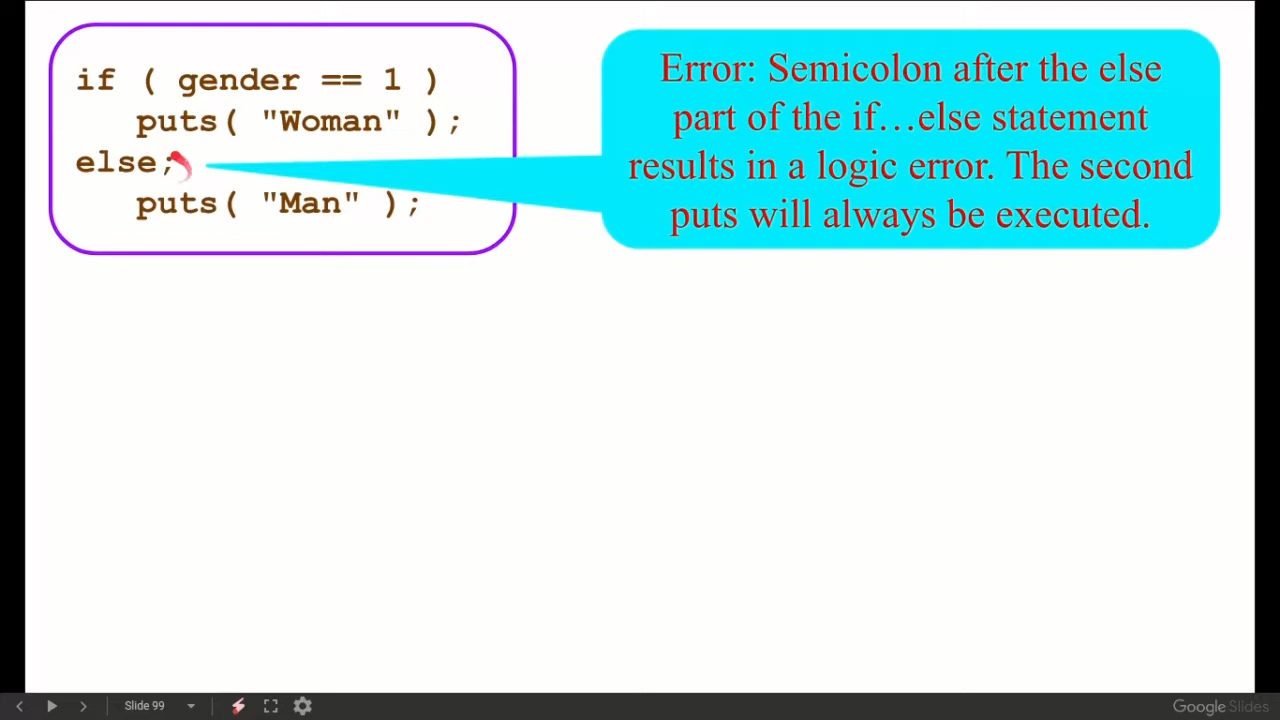 if ( gender == 1 )
puts( "Woman" );
else;
puts( "Man" );
Error: Semicolon after the else
part of the if…else statement
results in a logic error. The second
puts will always be executed.
Slide 99
Google Slides